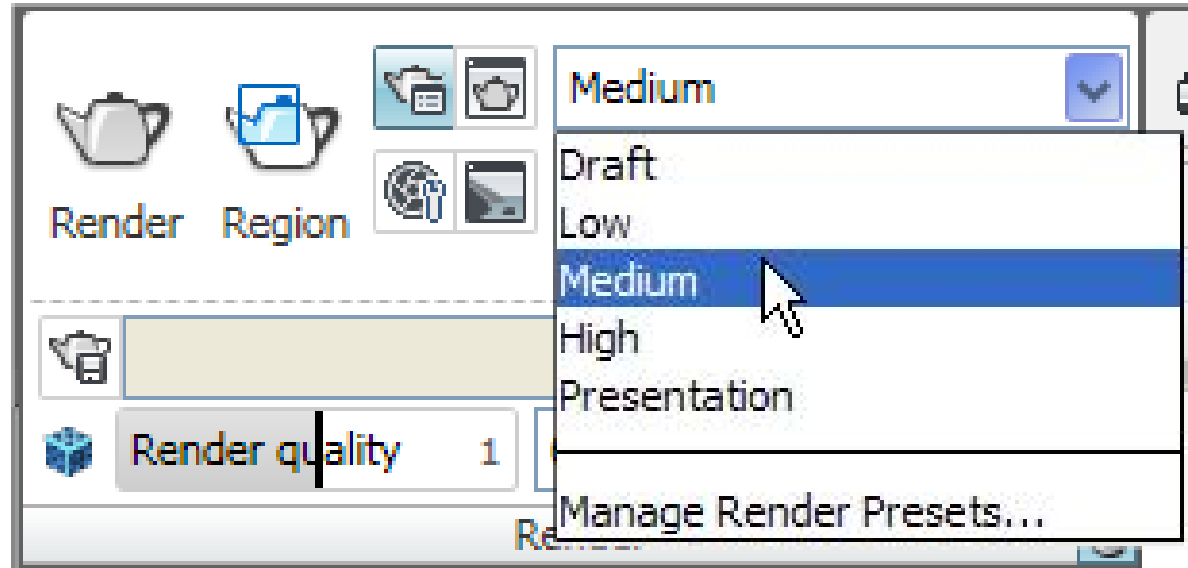 Medium
Draft
Low
Medium
High
Presentation
Manage Render Presets...
Render
Region
Render quality 1